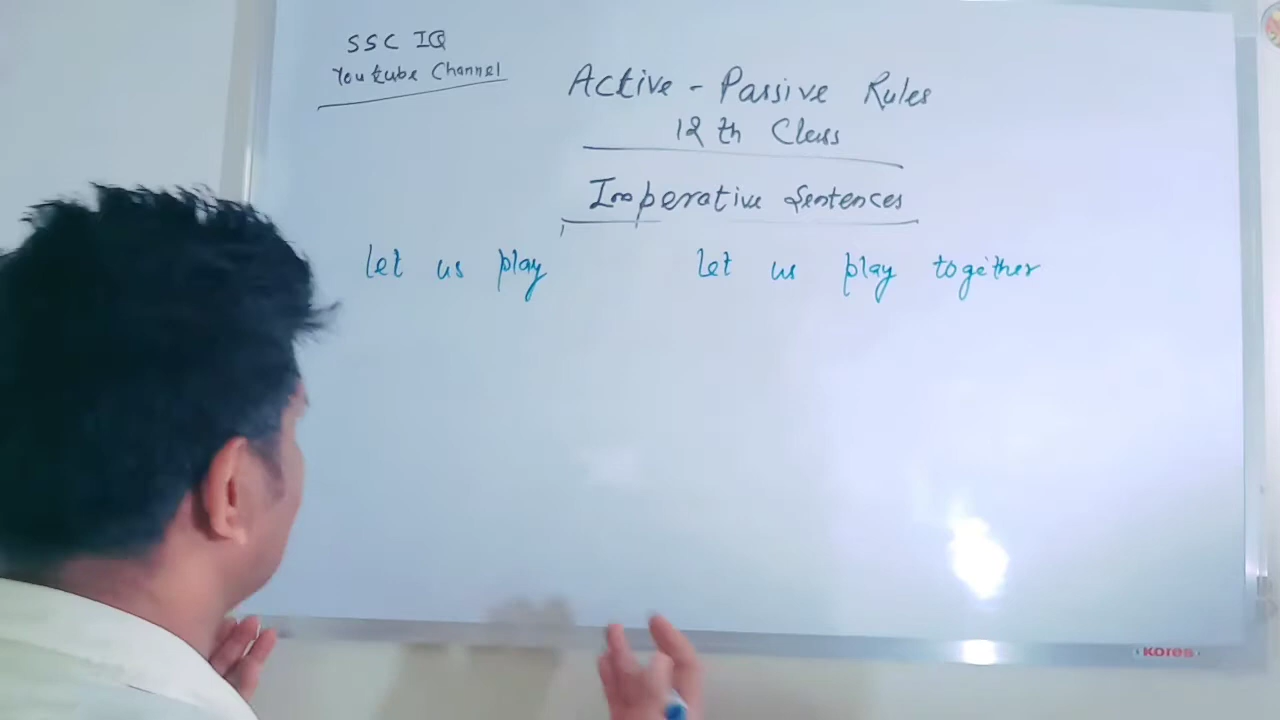 SSC IQ
Youtube Channel
Active - Passive Rules
12 th Class
Imperative Sentences
let us play
let us play together
KORES